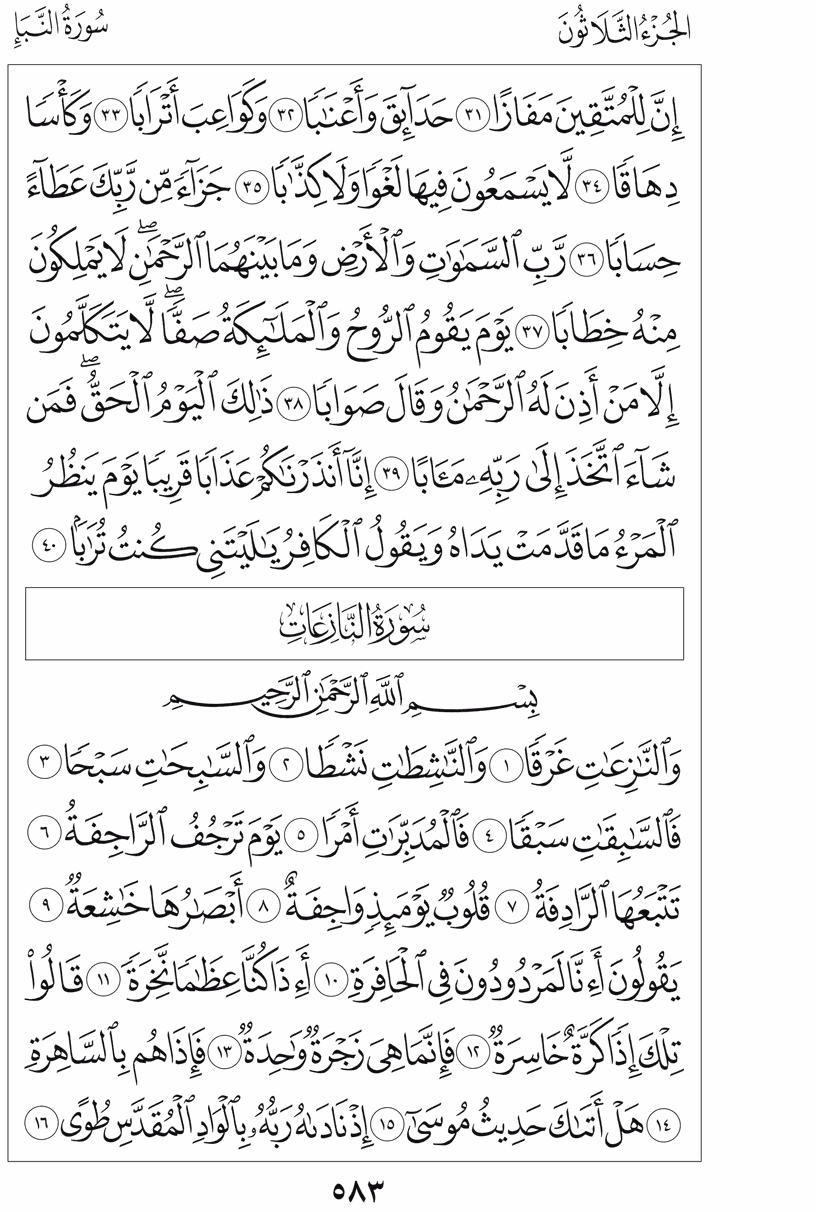 سُورَةُ النَّبَإِ
الجُزْءُ الثَّلَاثُونَ
إِنَّ لِلْمُتَّقِينَ مَفَازًا ٣١ حَدَآئِقَ وَأَعْنَٰبٗا ٣٢ وَكَوَاعِبَ أَتْرَابٗا ٣٣ وَكَأْسٗا
دِهَاقٗا ٣٤ لَّا يَسْمَعُونَ فِيهَا لَغْوٗا وَلَا كِذَّٰبٗا ٣٥ جَزَآءٗ مِّن رَّبِّكَ عَطَآءً
حِسَابٗا ٣٦ رَّبِّ ٱلسَّمَٰوَٰتِ وَٱلْأَرْضِ وَمَا بَيْنَهُمَا ٱلرَّحْمَٰنِۖ لَا يَمْلِكُونَ
مِنْهُ خِطَابٗا ٣٧ يَوْمَ يَقُومُ ٱلرُّوحُ وَٱلْمَلَٰٓئِكَةُ صَفّٗاۖ لَّا يَتَكَلَّمُونَ
إِلَّا مَنْ أَذِنَ لَهُ ٱلرَّحْمَٰنُ وَقَالَ صَوَابٗا ٣٨ ذَٰلِكَ ٱلْيَوْمُ ٱلْحَقُّۖ فَمَن
شَآءَ ٱتَّخَذَ إِلَىٰ رَبِّهِۦ مَـَٔابًا ٣٩ إِنَّآ أَنذَرْنَٰكُمْ عَذَابٗا قَرِيبٗا يَوْمَ يَنظُرُ
ٱلْمَرْءُ مَا قَدَّمَتْ يَدَاهُ وَيَقُولُ ٱلْكَافِرُ يَٰلَيْتَنِي كُنتُ تُرَٰبَۢا ٤٠
سُورَةُ النَّازِعَاتِ
بِسْمِ ٱللَّهِ ٱلرَّحْمَٰنِ ٱلرَّحِيمِ
وَٱلنَّٰزِعَٰتِ غَرْقٗا ١ وَٱلنَّٰشِطَٰتِ نَشْطٗا ٢ وَٱلسَّٰبِحَٰتِ سَبْحٗا ٣
فَٱلسَّٰبِقَٰتِ سَبْقٗا ٤ فَٱلْمُدَبِّرَٰتِ أَمْرٗا ٥ يَوْمَ تَرْجُفُ ٱلرَّاجِفَةُ ٦
تَتْبَعُهَا ٱلرَّادِفَةُ ٧ قُلُوبٞ يَوْمَئِذٖ وَاجِفَةٌ ٨ أَبْصَٰرُهَا خَٰشِعَةٞ ٩
يَقُولُونَ أَءِنَّا لَمَرْدُودُونَ فِي ٱلْحَافِرَةِ ١٠ أَءِذَا كُنَّا عِظَٰمٗا نَّخِرَةٗ ١١ قَالُوا۟
تِلْكَ إِذٗا كَرَّةٌ خَاسِرَةٞ ١٢ فَإِنَّمَا هِيَ زَجْرَةٞ وَٰحِدَةٞ ١٣ فَإِذَا هُم بِٱلسَّاهِرَةِ
١٤ هَلْ أَتَىٰكَ حَدِيثُ مُوسَىٰٓ ١٥ إِذْ نَادَىٰهُ رَبُّهُۥ بِٱلْوَادِ ٱلْمُقَدَّسِ طُوًى ١٦
٥٨٣